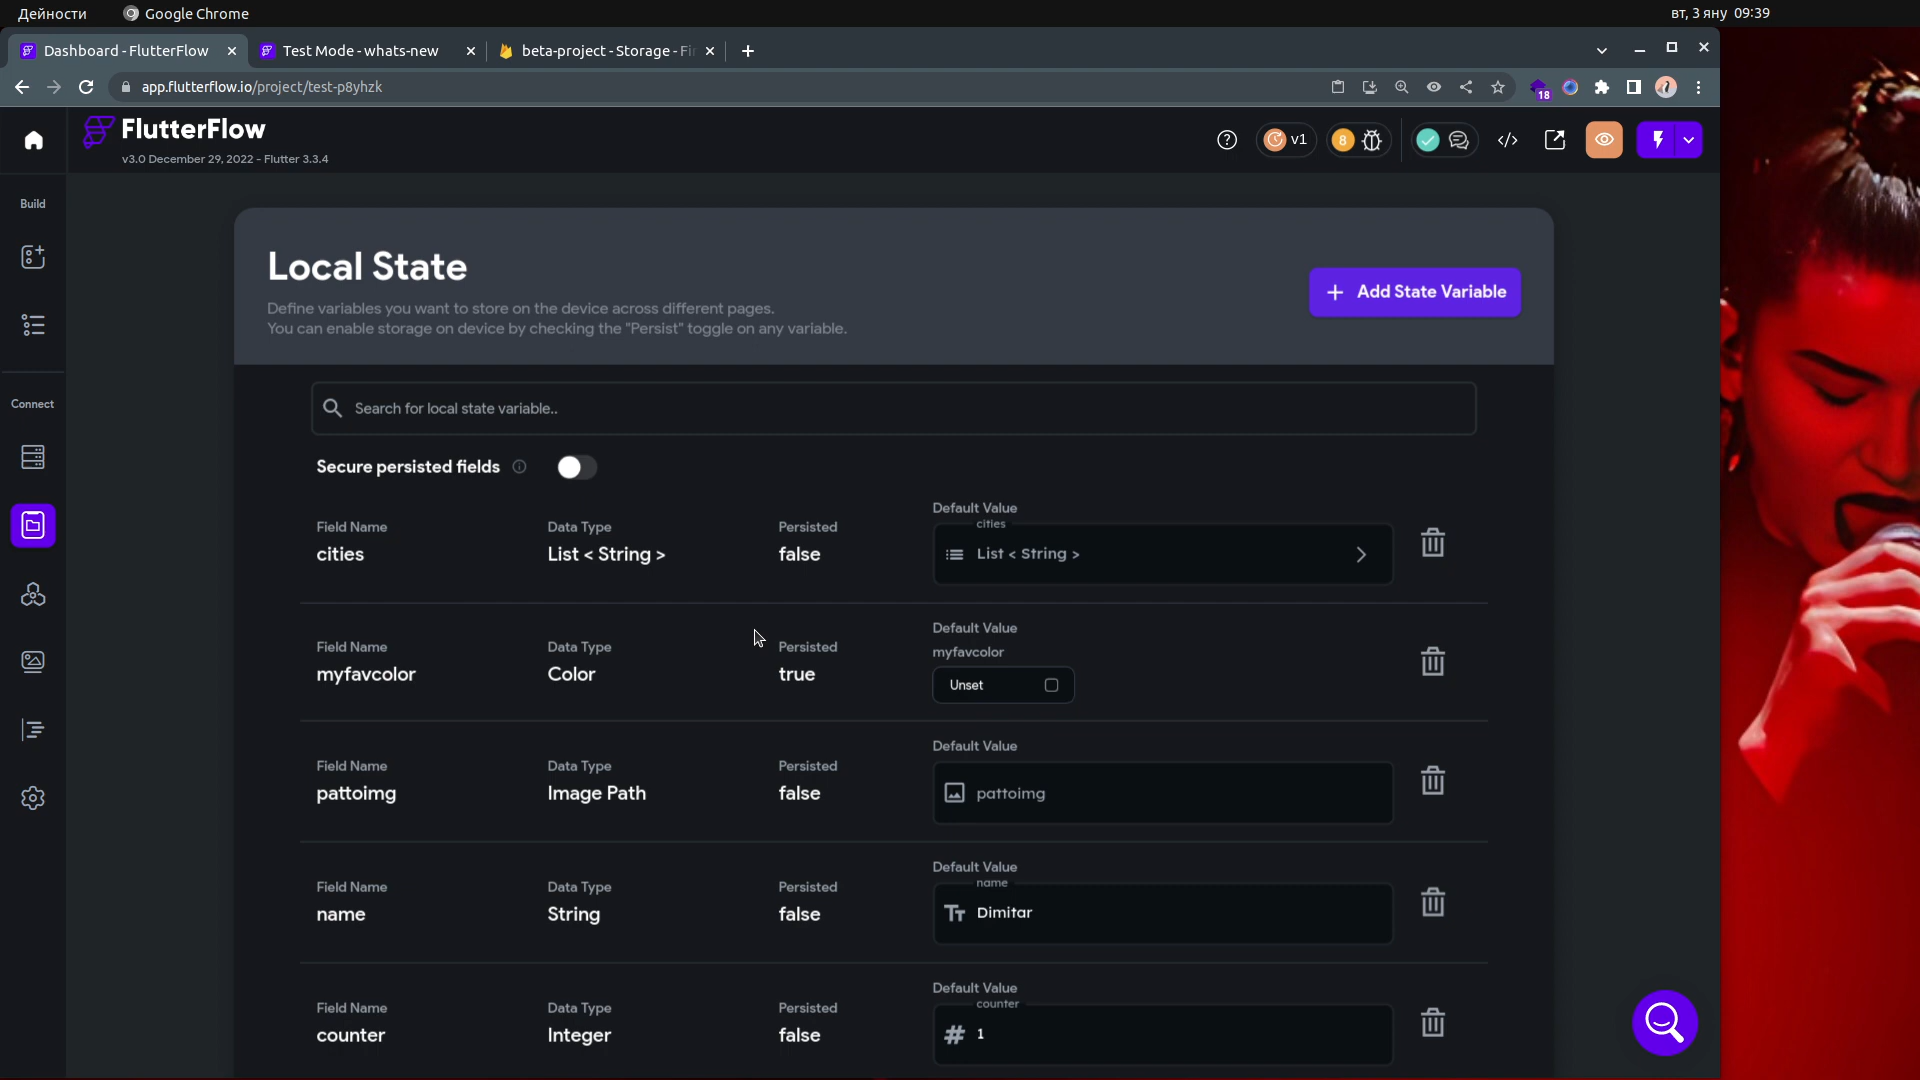 Дейности
Google Chrome
вт, 3 яну 09:39
Dashboard - FlutterFlow
Test Mode - whats-new
beta-project - Storage - Fir
app.flutterflow.io/project/test-p8yhzk
18
FlutterFlow
v3.0 December 29, 2022 - Flutter 3.3.4
v1
8
Build
Connect
Local State
Define variables you want to store on the device across different pages.
You can enable storage on device by checking the "Persist" toggle on any variable.
+ Add State Variable
Search for local state variable..
Secure persisted fields
Field Name
cities
Data Type
List < String >
Persisted
false
Default Value
cities
List < String >
Field Name
myfavcolor
Data Type
Color
Persisted
true
Default Value
myfavcolor
Unset
Field Name
pattoimg
Data Type
Image Path
Persisted
false
Default Value
pattoimg
Field Name
name
Data Type
String
Persisted
false
Default Value
name
Tт Dimitar
Field Name
counter
Data Type
Integer
Persisted
false
Default Value
counter
# 1